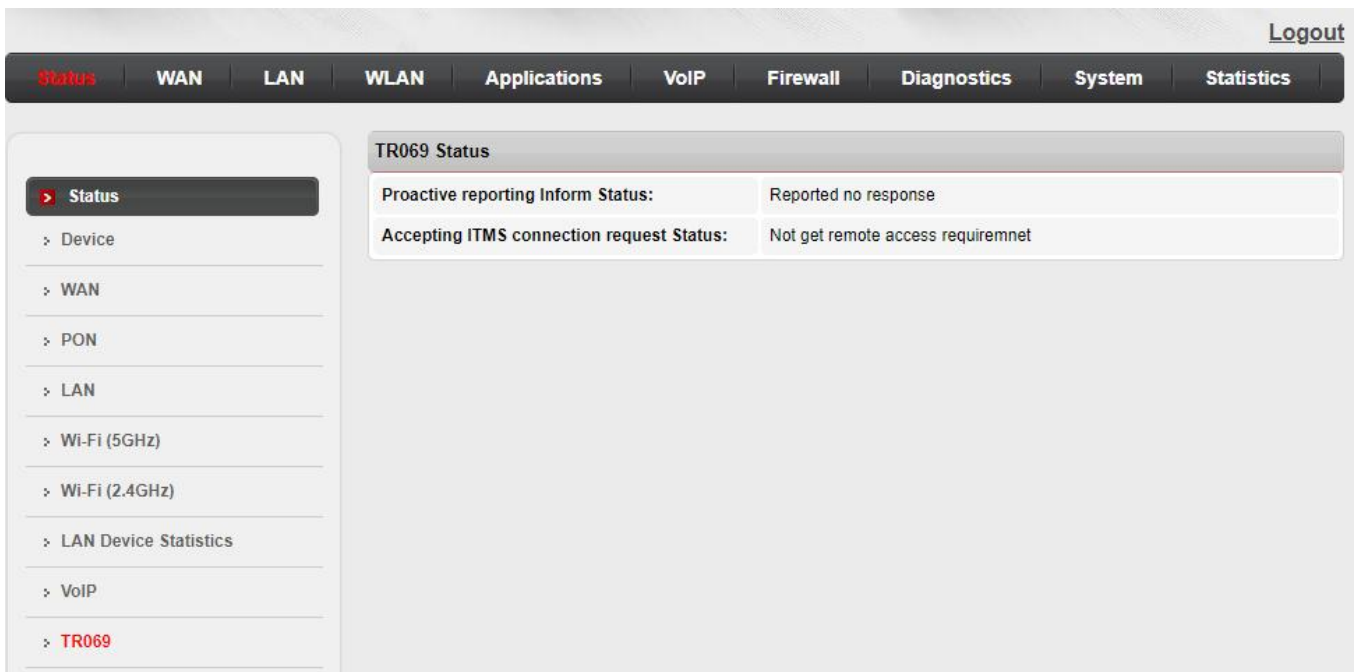 Logout
Status WAN LAN WLAN Applications VoIP Firewall Diagnostics System Statistics
TR069 Status
Status
Proactive reporting Inform Status: Reported no response
Device
Accepting ITMS connection request Status: Not get remote access requiremnet
WAN
PON
LAN
Wi-Fi (5GHz)
Wi-Fi (2.4GHz)
LAN Device Statistics
VoIP
TR069